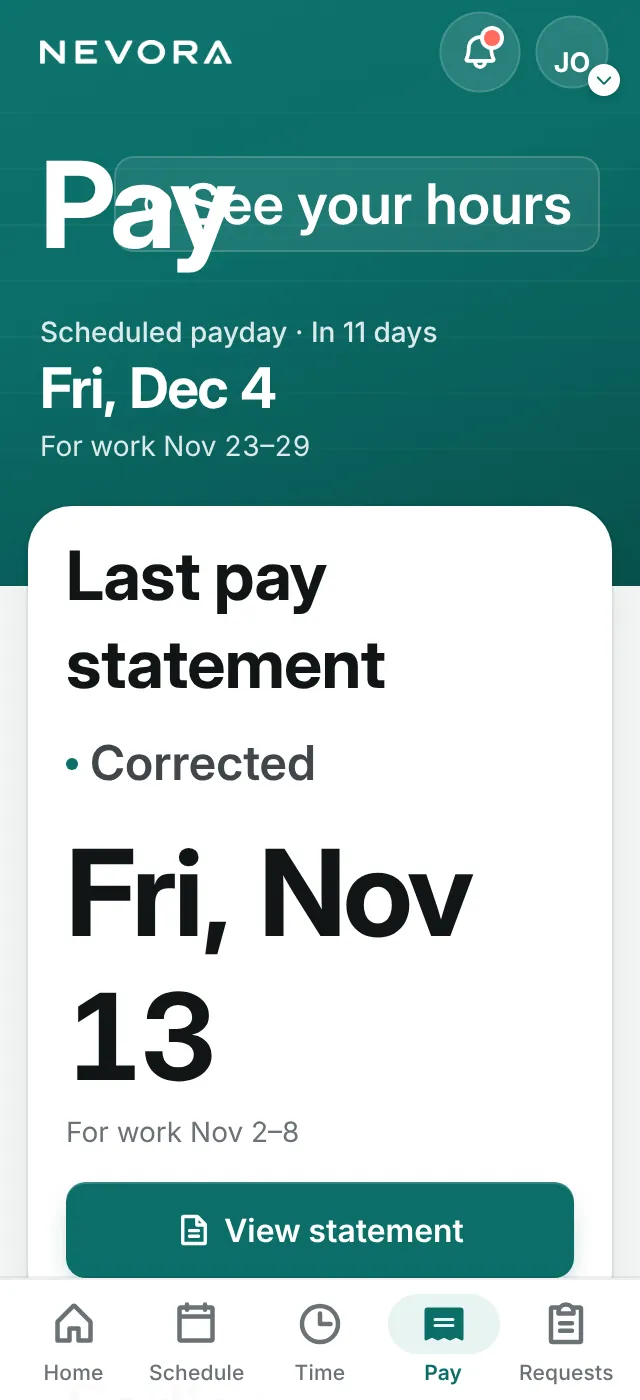 NEVORA
JO
Pay
See your hours
Scheduled payday · In 11 days
Fri, Dec 4
For work Nov 23–29
Last pay
statement
• Corrected
Fri, Nov
13
For work Nov 2–8
View statement
Home
Schedule
Time
Pay
Requests